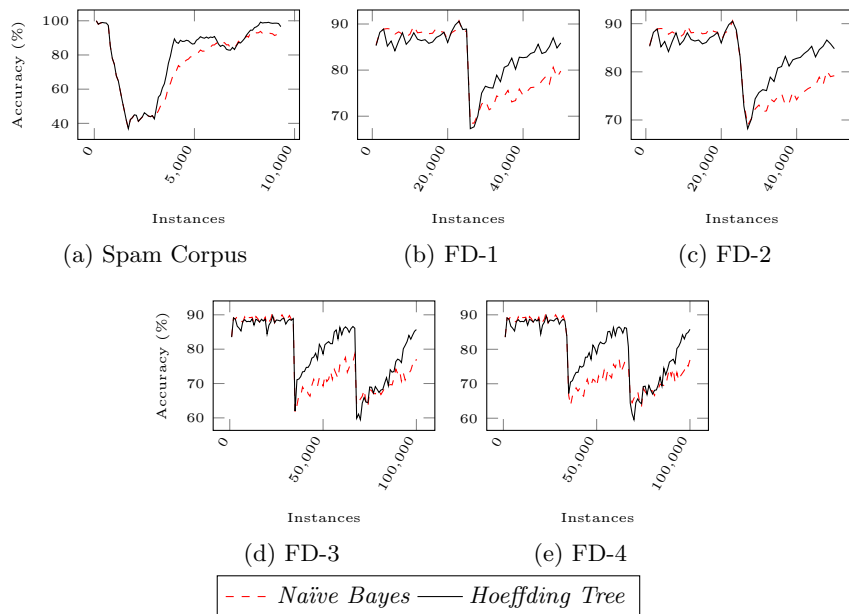 Accuracy (%)
100
80
60
40
0
5,000
10,000
Instances
(a) Spam Corpus
90
80
70
20,000
40,000
Instances
(b) FD-1
90
80
70
0
20,000
40,000
Instances
(c) FD-2
Accuracy (%)
90
80
70
60
0
50,000
100,000
Instances
(d) FD-3
90
80
70
60
0
50,000
100,000
Instances
(e) FD-4
Naïve Bayes Hoeffding Tree